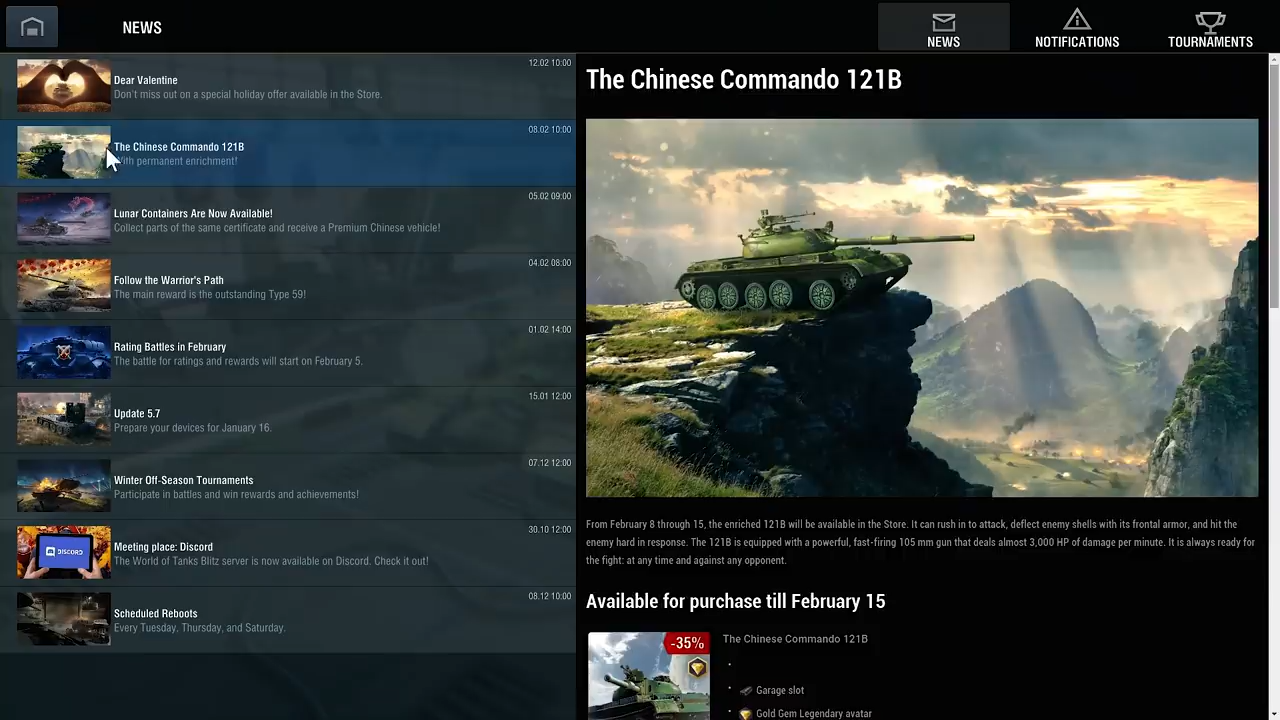 NEWS
NEWS
NOTIFICATIONS
TOURNAMENTS
12.02 10:00
Dear Valentine
Don't miss out on a special holiday offer available in the Store.
08.02 10:00
The Chinese Commando 121B
With permanent enrichment!
05.02 09:00
Lunar Containers Are Now Available!
Collect parts of the same certificate and receive a Premium Chinese vehicle!
04.02 08:00
Follow the Warrior's Path
The main reward is the outstanding Type 59!
01.02 14:00
Rating Battles in February
The battle for ratings and rewards will start on February 5.
15.01 12:00
Update 5.7
Prepare your devices for January 16.
07.12 12:00
Winter Off-Season Tournaments
Participate in battles and win rewards and achievements!
30.10 12:00
DISCORD
Meeting place: Discord
The World of Tanks Blitz server is now available on Discord. Check it out!
08.12 10:00
Scheduled Reboots
Every Tuesday, Thursday, and Saturday.
The Chinese Commando 121B
From February 8 through 15, the enriched 121B will be available in the Store. It can rush in to attack, deflect enemy shells with its frontal armor, and hit the
enemy hard in response. The 121B is equipped with a powerful, fast-firing 105 mm gun that deals almost 3,000 HP of damage per minute. It is always ready for
the fight: at any time and against any opponent.
Available for purchase till February 15
-35%
The Chinese Commando 121B
Garage slot
Gold Gem Legendary avatar